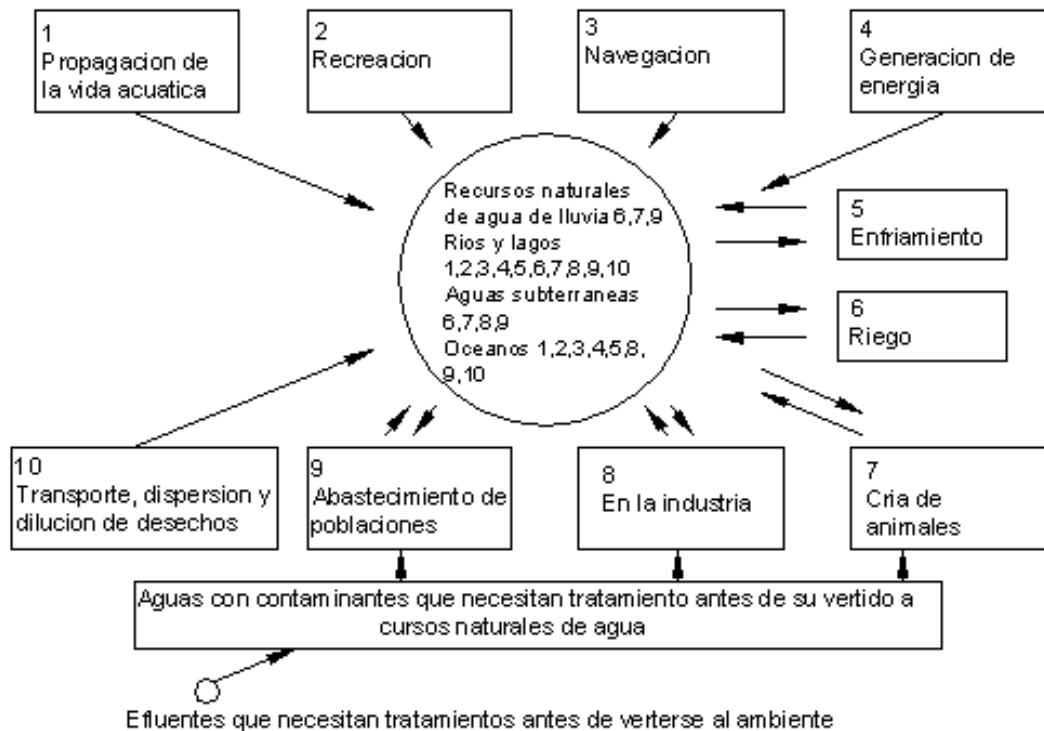 1
Propagacion de
la vida acuatica
2
Recreacion
3
Navegacion
4
Generacion de
energia
Recursos naturales
de agua de lluvia 6,7,9
Rios y lagos
1,2,3,4,5,6,7,8,9,10
Aguas subterraneas
6,7,8,9
Oceanos 1,2,3,4,5,8,
9,10
5
Enfriamiento
6
Riego
10
Transporte, dispersion y
dilucion de desechos
9
Abastecimiento de
poblaciones
8
En la industria
7
Cria de
animales
Aguas con contaminantes que necesitan tratamiento antes de su vertido a
cursos naturales de agua
Efluentes que necesitan tratamientos antes de verterse al ambiente